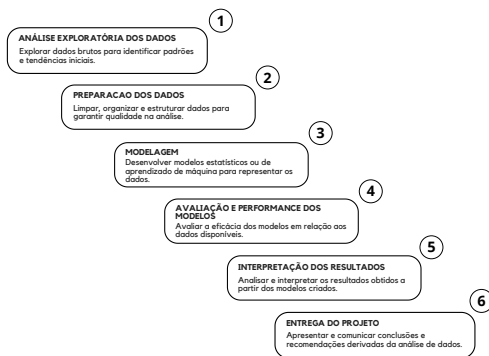 1
ANÁLISE EXPLORATÓRIA DOS DADOS
Explorar dados brutos para identificar padrões
e tendências iniciais.
2
PREPARACAO DOS DADOS
Limpar, organizar e estruturar dados para
garantir qualidade na análise.
3
MODELAGEM
Desenvolver modelos estatísticos ou de
aprendizado de máquina para representar os
dados.
4
AVALIAÇÃO E PERFORMANCE DOS
MODELOS
Avaliar a eficácia dos modelos em relação aos
dados disponíveis.
5
INTERPRETAÇÃO DOS RESULTADOS
Analisar e interpretar os resultados obtidos a
partir dos modelos criados.
6
ENTREGA DO PROJETO
Apresentar e comunicar conclusões e
recomendações derivadas da análise de dados.